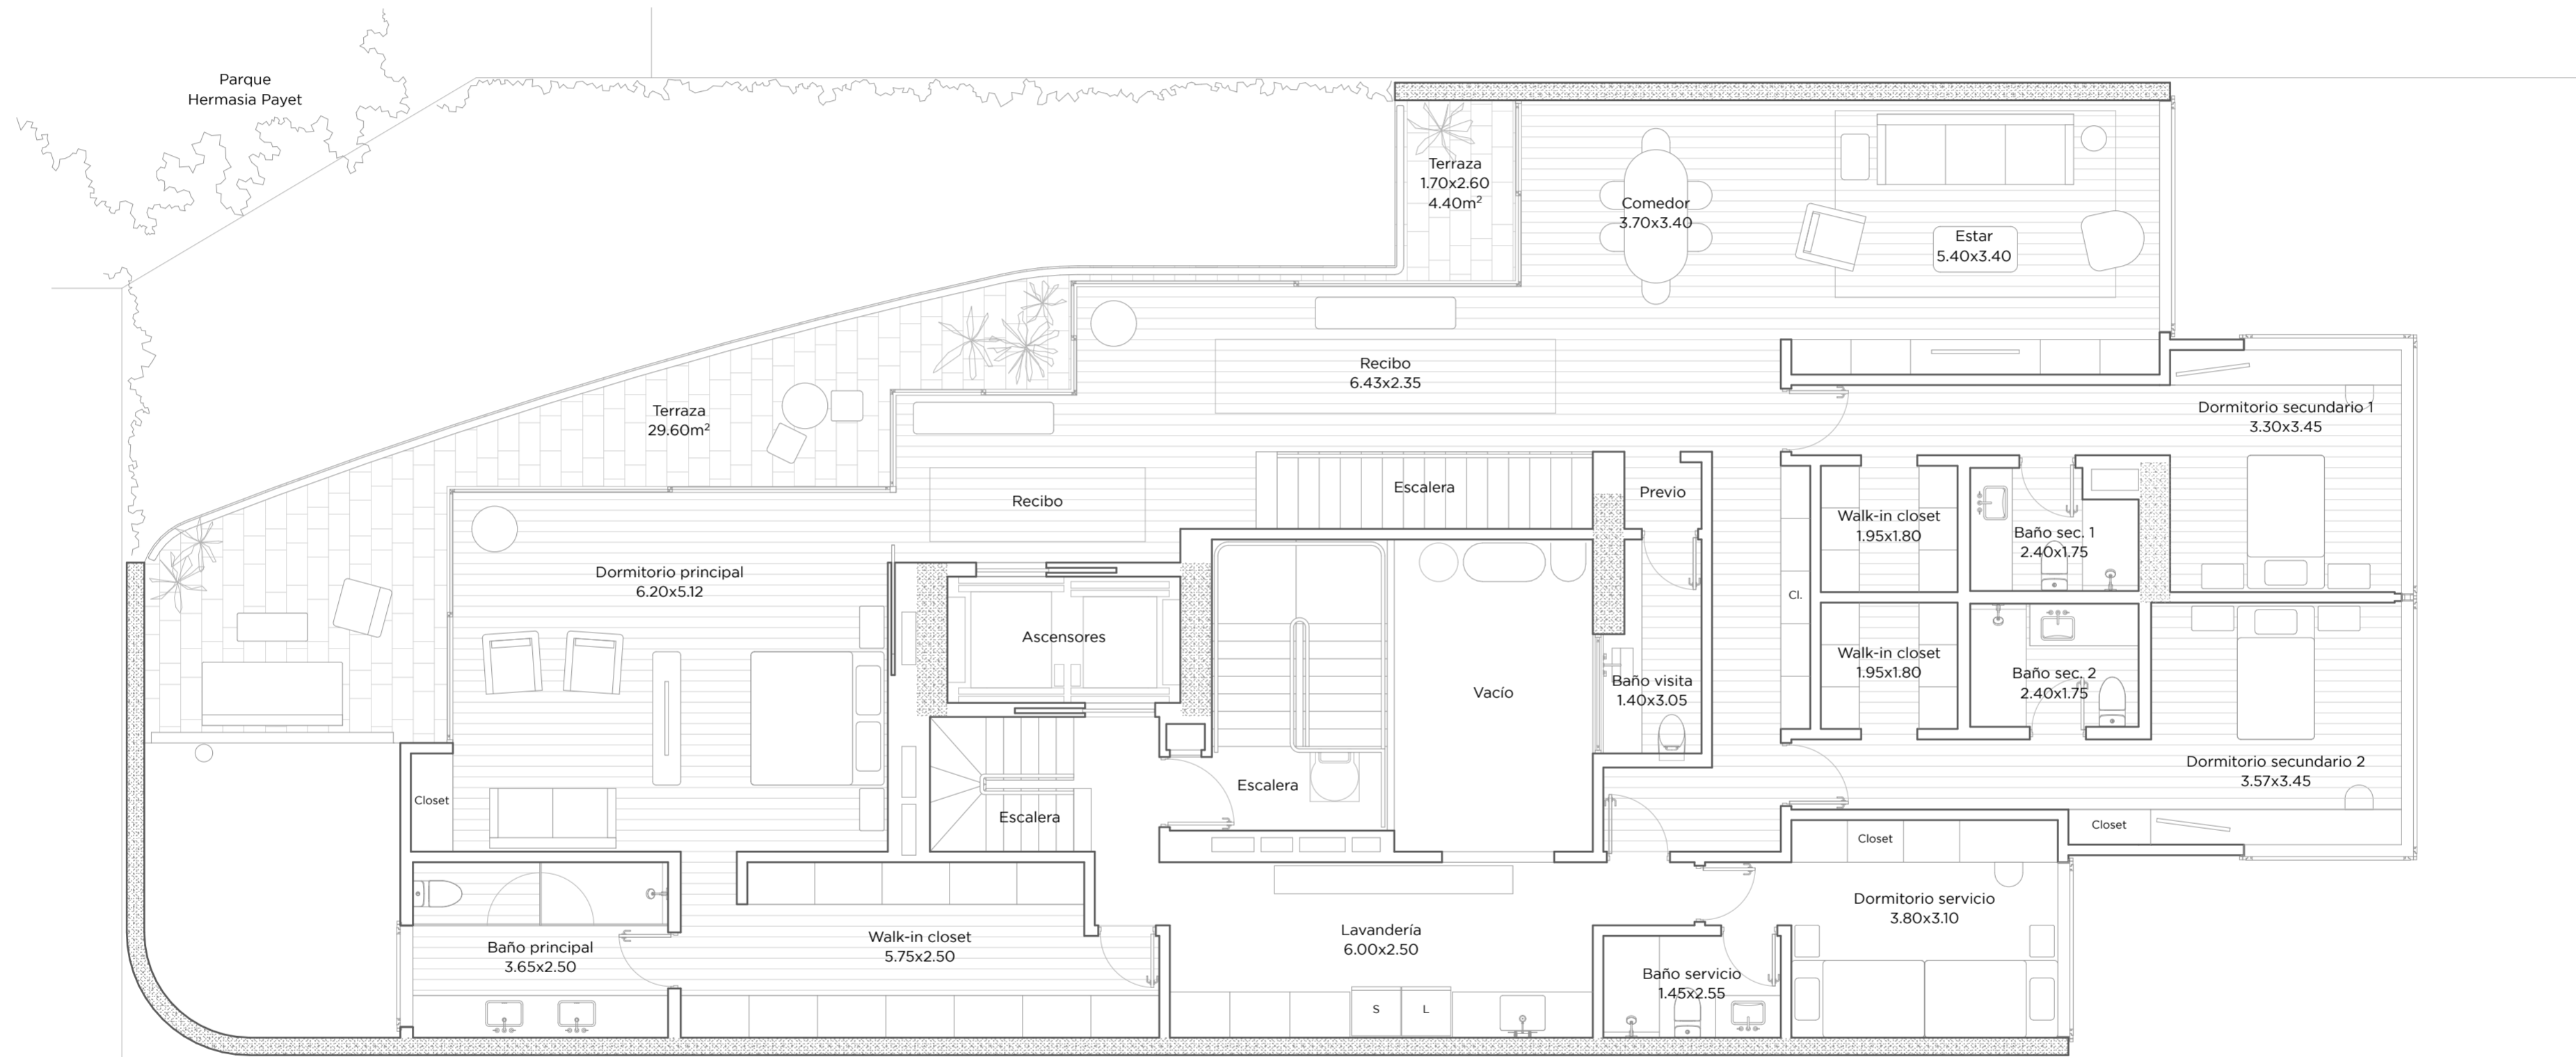 Parque
Hermasia Payet
Terraza
1.70x2.60
4.40m²
Comedor
3.70x3.40
Estar
5.40x3.40
Recibo
6.43x2.35
Terraza
29.60m²
Dormitorio secundario 1
3.30x3.45
Recibo
Escalera
Previo
Walk-in closet
1.95x1.80
Baño sec. 1
2.40x1.75
Dormitorio principal
6.20x5.12
Cl.
Ascensores
Walk-in closet
1.95x1.80
Baño sec. 2
2.40x1.75
Baño visita
1.40x3.05
Vacío
Dormitorio secundario 2
3.57x3.45
Escalera
Closet
Escalera
Closet
Closet
Dormitorio servicio
3.80x3.10
Baño principal
3.65x2.50
Walk-in closet
5.75x2.50
Lavandería
6.00x2.50
Baño servicio
1.45x2.55
S
L